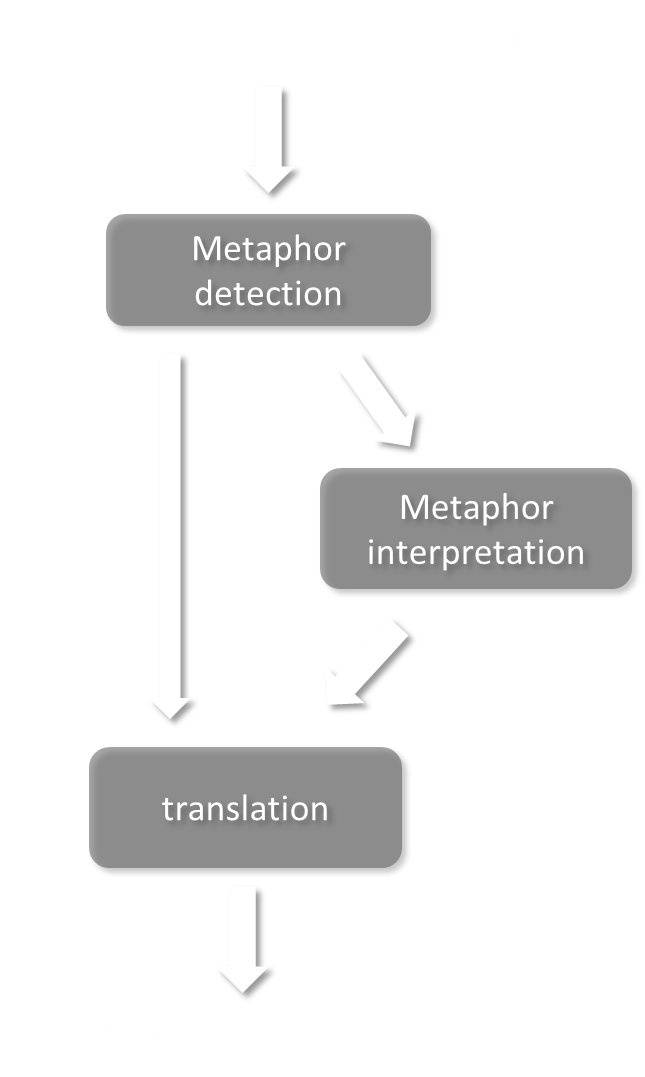 Metaphor
detection
Metaphor
interpretation
translation